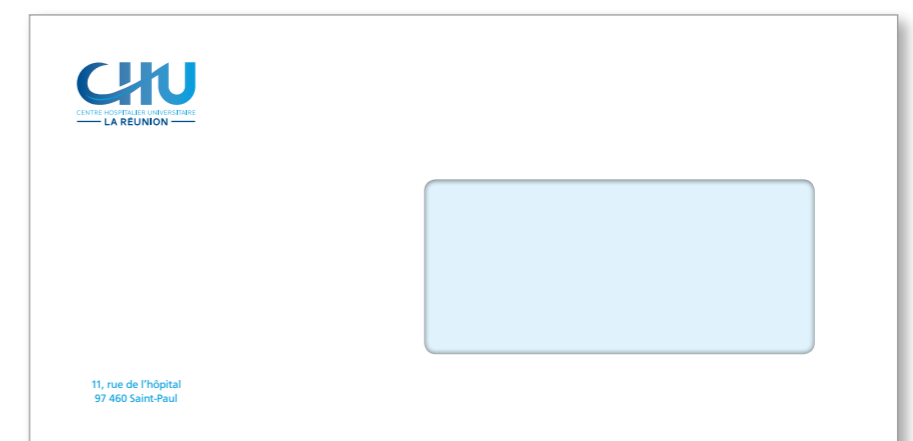 CHU
CENTRE HOSPITALIER UNIVERSITAIRE
LA RÉUNION
11, rue de l'hôpital
97 460 Saint-Paul